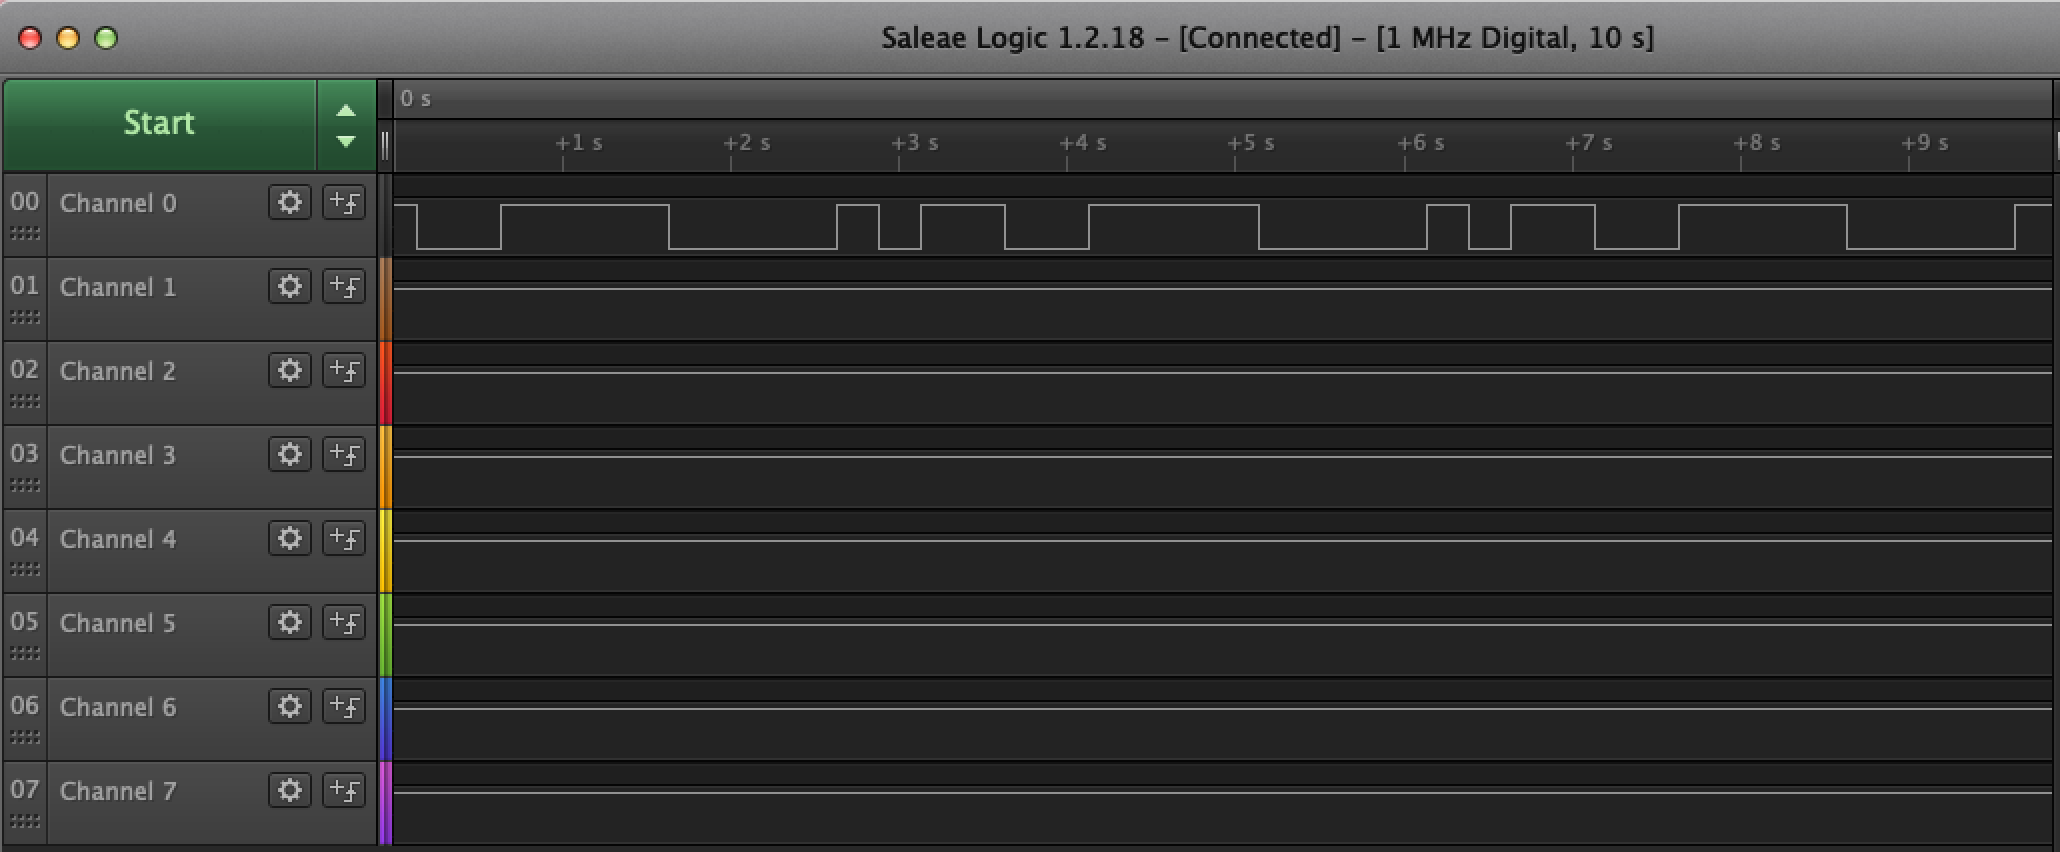 Saleae Logic 1.2.18 – [Connected] – [1 MHz Digital, 10 s]
Start
0 s
+1 s +2 s +3 s +4 s +5 s +6 s +7 s +8 s +9 s
00 Channel 0
01 Channel 1
02 Channel 2
03 Channel 3
04 Channel 4
05 Channel 5
06 Channel 6
07 Channel 7